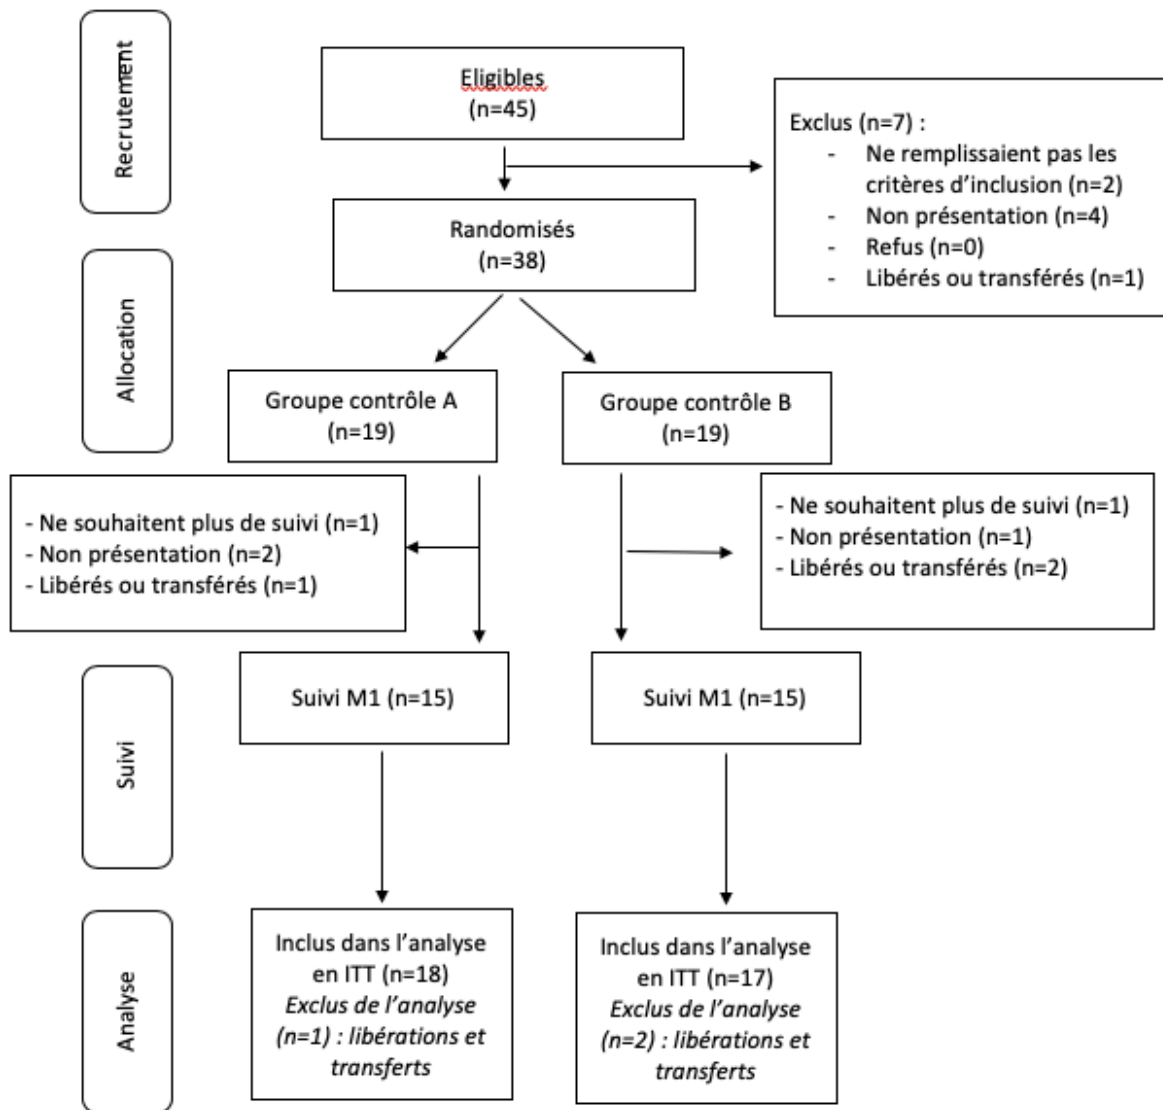 Recrutement
Eligibles
(n=45)
Exclus (n=7) :
- Ne remplissaient pas les
critères d'inclusion (n=2)
- Non présentation (n=4)
- Refus (n=0)
- Libérés ou transférés (n=1)
Randomisés
(n=38)
Allocation
Groupe contrôle A
(n=19)
Groupe contrôle B
(n=19)
- Ne souhaitent plus de suivi (n=1)
- Non présentation (n=2)
- Libérés ou transférés (n=1)
- Ne souhaitent plus de suivi (n=1)
- Non présentation (n=1)
- Libérés ou transférés (n=2)
Suivi
Suivi M1 (n=15)
Suivi M1 (n=15)
Analyse
Inclus dans l'analyse
en ITT (n=18)
Exclus de l'analyse
(n=1) : libérations et
transferts
Inclus dans l'analyse
en ITT (n=17)
Exclus de l'analyse
(n=2) : libérations et
transferts